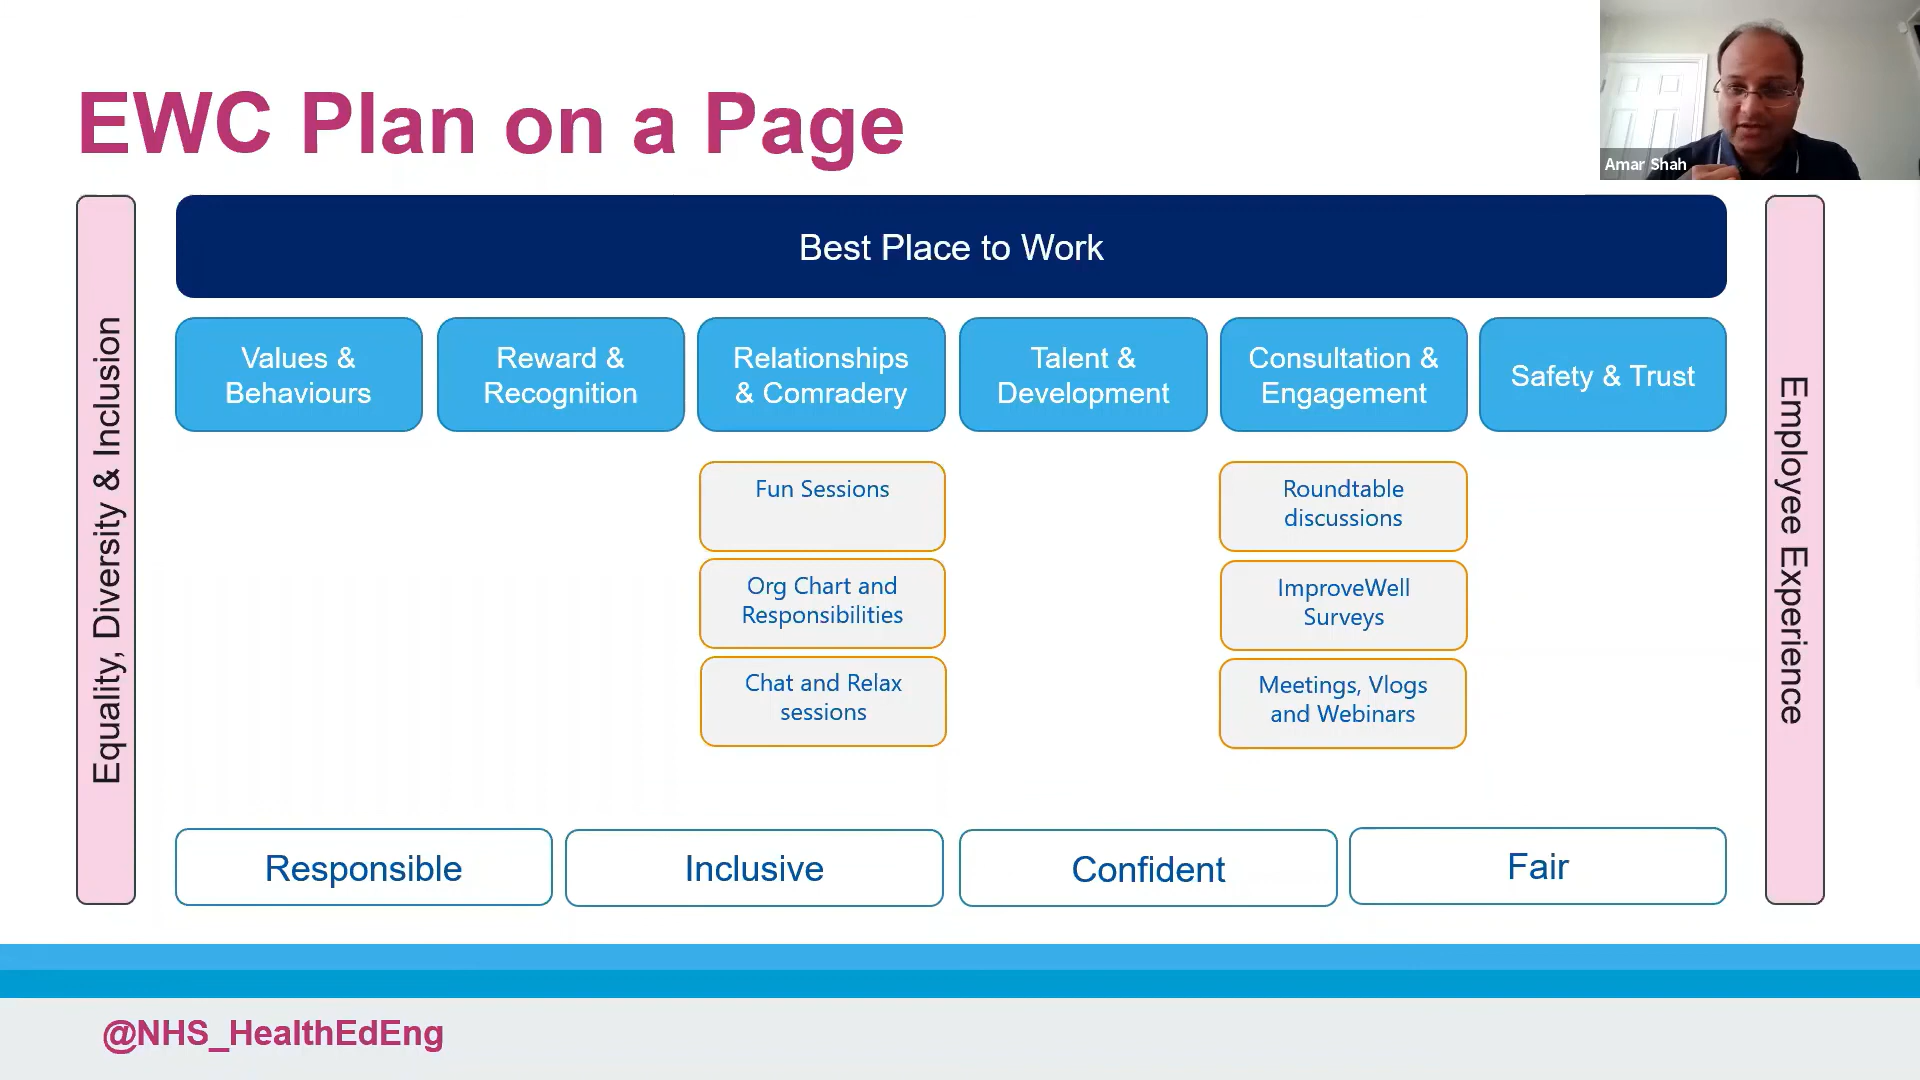 EWC Plan on a Page
Amar Shah
Equality, Diversity & Inclusion
Best Place to Work
Values &
Behaviours
Reward &
Recognition
Relationships
& Comradery
Talent &
Development
Consultation &
Engagement
Safety & Trust
Fun Sessions
Org Chart and
Responsibilities
Chat and Relax
sessions
Roundtable
discussions
ImproveWell
Surveys
Meetings, Vlogs
and Webinars
Employee Experience
Responsible
Inclusive
Confident
Fair
@NHS_HealthEdEng